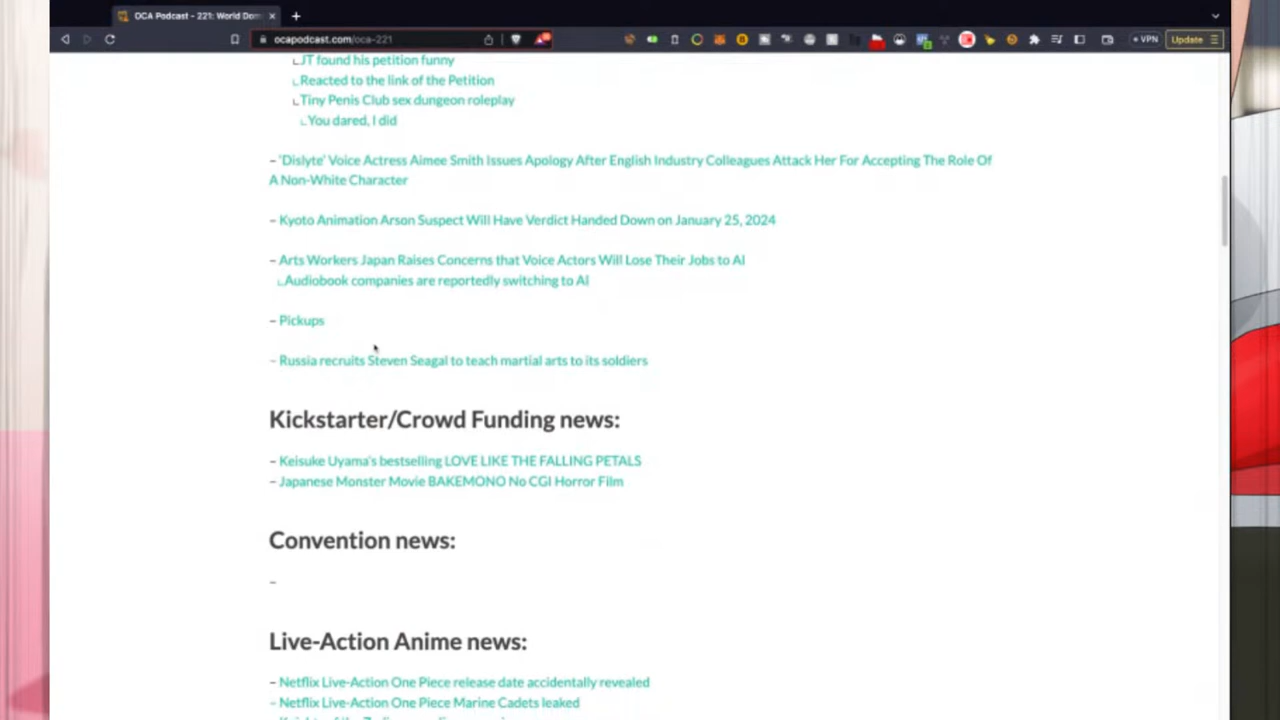 OCA Podcast - 221: World Dom
ocapodcast.com/oca-221
VPN
Update
JT found his petition funny
Reacted to the link of the Petition
Tiny Penis Club sex dungeon roleplay
You dared, I did
– 'Dislyte' Voice Actress Aimee Smith Issues Apology After English Industry Colleagues Attack Her For Accepting The Role Of
A Non-White Character
– Kyoto Animation Arson Suspect Will Have Verdict Handed Down on January 25, 2024
– Arts Workers Japan Raises Concerns that Voice Actors Will Lose Their Jobs to AI
Audiobook companies are reportedly switching to AI
– Pickups
– Russia recruits Steven Seagal to teach martial arts to its soldiers
Kickstarter/Crowd Funding news:
– Keisuke Uyama's bestselling LOVE LIKE THE FALLING PETALS
– Japanese Monster Movie BAKEMONO No CGI Horror Film
Convention news:
–
Live-Action Anime news:
– Netflix Live-Action One Piece release date accidentally revealed
– Netflix Live-Action One Piece Marine Cadets leaked